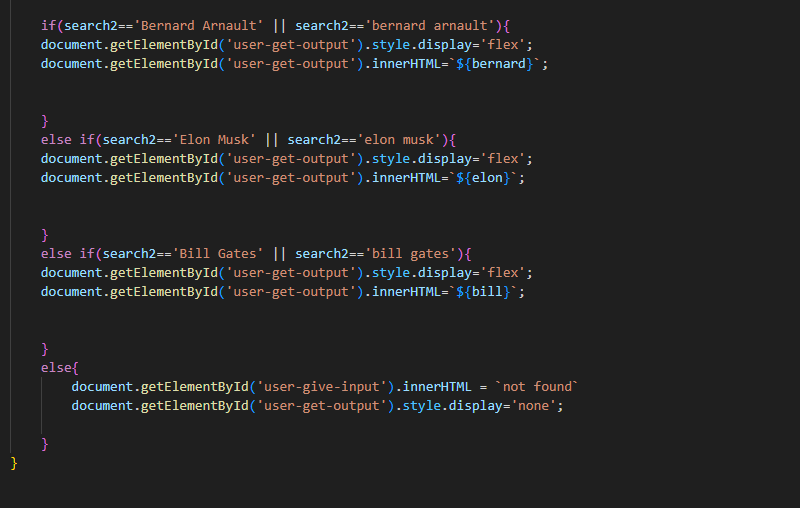 if(search2=='Bernard Arnault' || search2=='bernard arnault'){
document.getElementById('user-get-output').style.display='flex';
document.getElementById('user-get-output').innerHTML=`${bernard}`;
}
else if(search2=='Elon Musk' || search2=='elon musk'){
document.getElementById('user-get-output').style.display='flex';
document.getElementById('user-get-output').innerHTML=`${elon}`;
}
else if(search2=='Bill Gates' || search2=='bill gates'){
document.getElementById('user-get-output').style.display='flex';
document.getElementById('user-get-output').innerHTML=`${bill}`;
}
else{
document.getElementById('user-give-input').innerHTML = `not found`
document.getElementById('user-get-output').style.display='none';
}
}